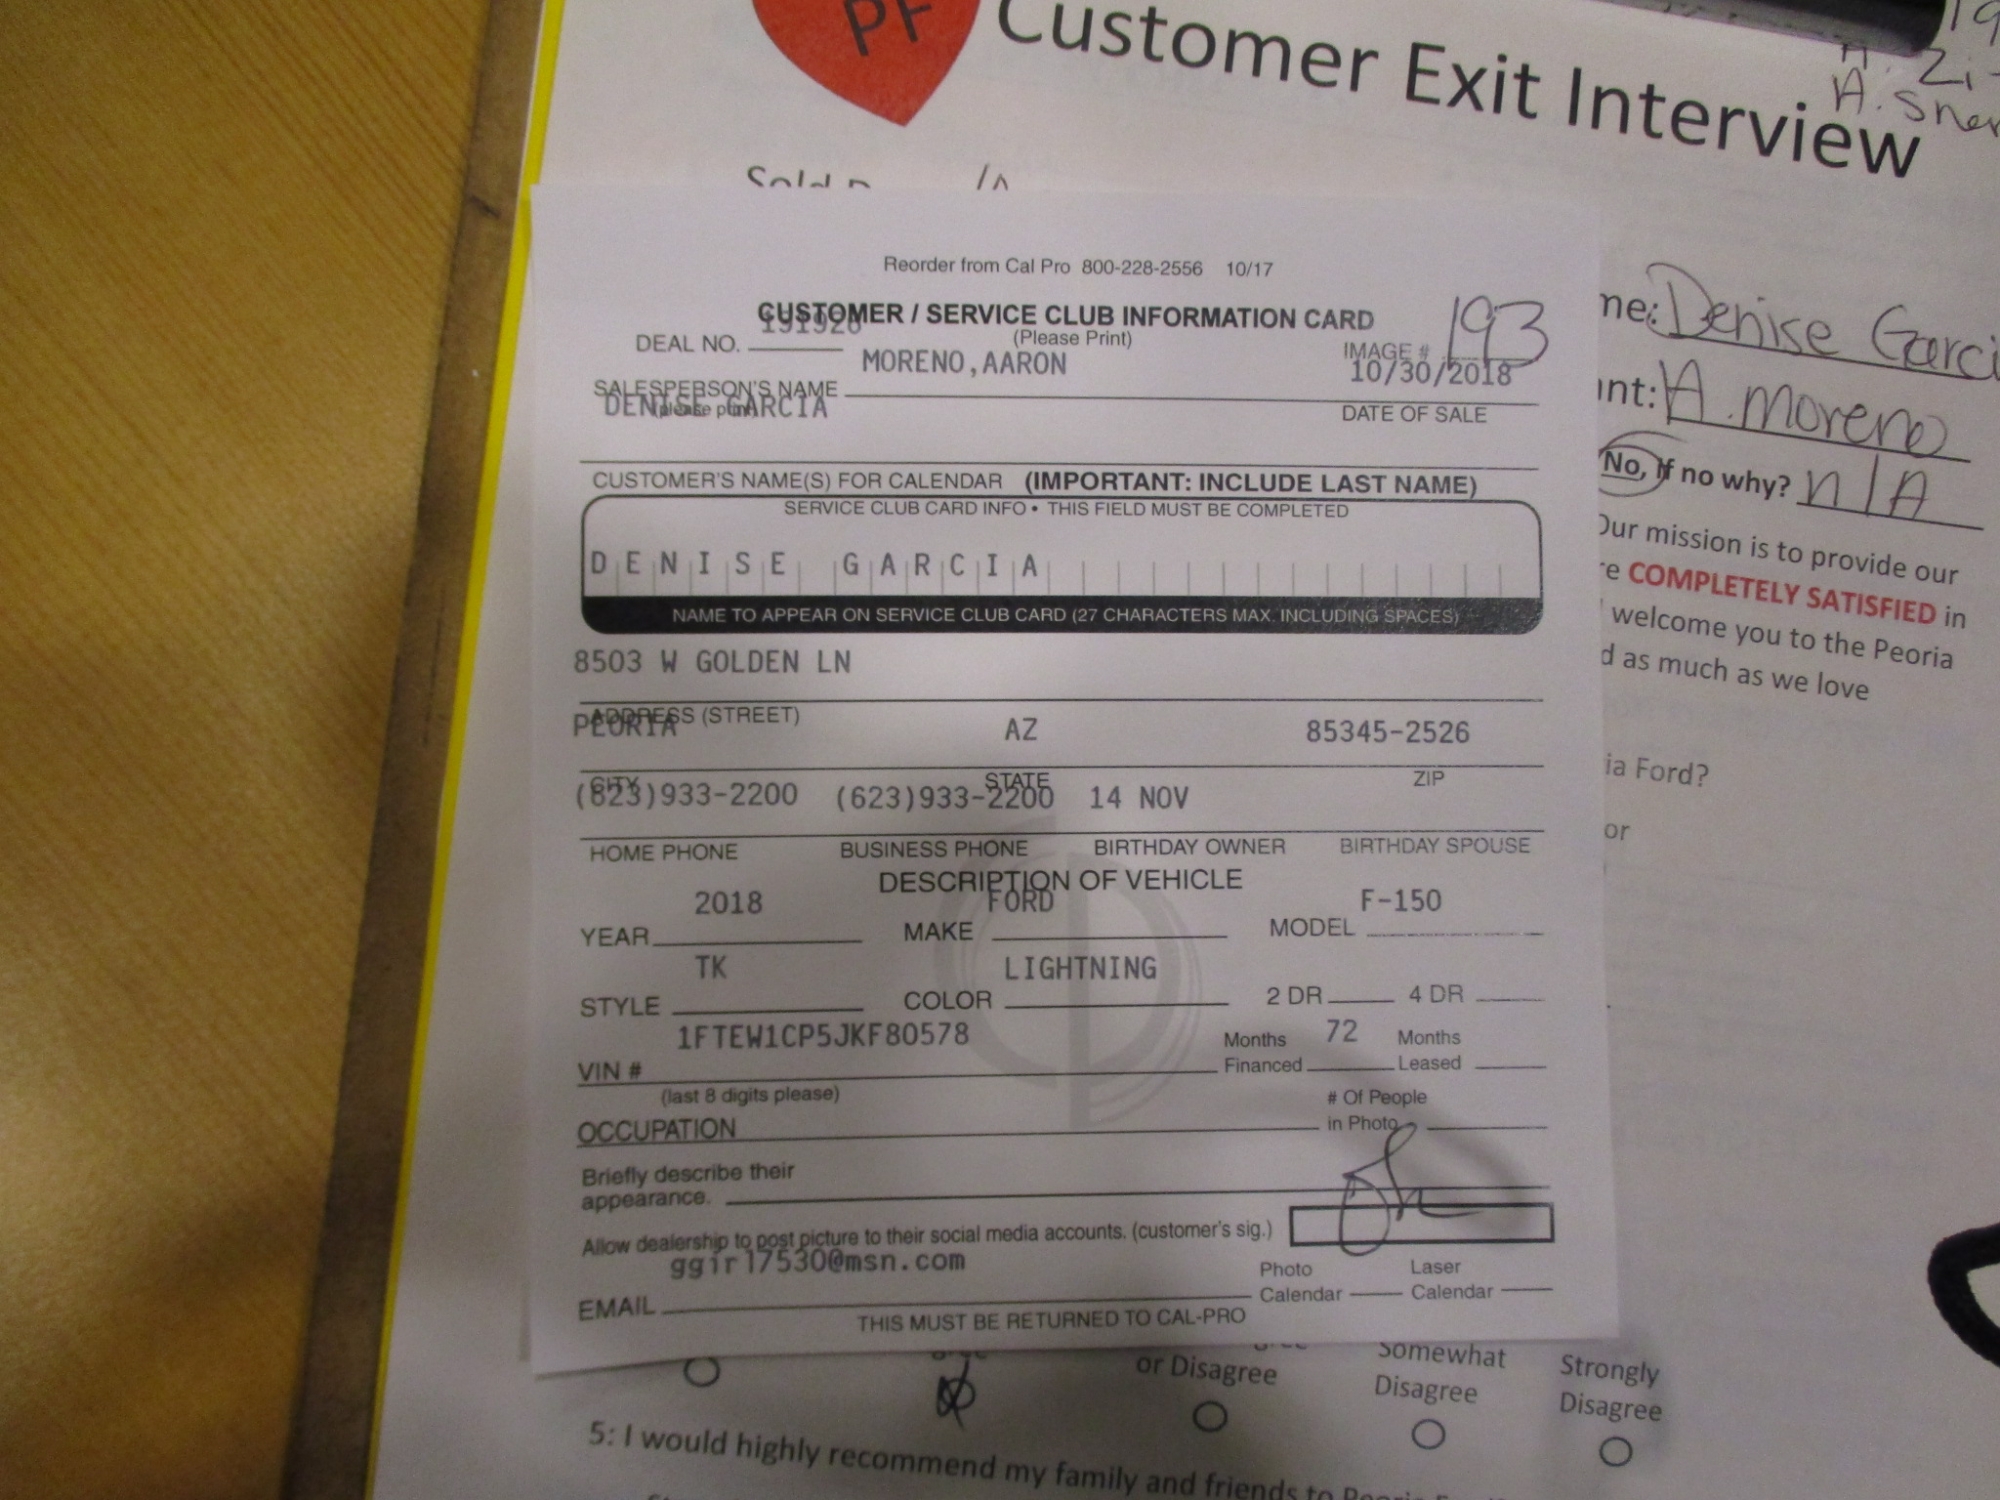 PF
Customer Exit Interview
Reorder from Cal Pro 800-228-2556 10/17
CUSTOMER / SERVICE CLUB INFORMATION CARD
(Please Print)
DEAL NO. 191926
IMAGE # 193
MORENO,AARON
10/30/2018
SALESPERSON'S NAME
(please print)
DENISE GARCIA
DATE OF SALE
CUSTOMER'S NAME(S) FOR CALENDAR (IMPORTANT: INCLUDE LAST NAME)
SERVICE CLUB CARD INFO • THIS FIELD MUST BE COMPLETED
DENISE GARCIA
NAME TO APPEAR ON SERVICE CLUB CARD (27 CHARACTERS MAX. INCLUDING SPACES)
8503 W GOLDEN LN
ADDRESS (STREET)
PEORIA AZ 85345-2526
CITY STATE ZIP
(623)933-2200 (623)933-2200 14 NOV
HOME PHONE BUSINESS PHONE BIRTHDAY OWNER BIRTHDAY SPOUSE
DESCRIPTION OF VEHICLE
2018 FORD F-150
YEAR MAKE MODEL
TK LIGHTNING
STYLE COLOR 2 DR 4 DR
1FTEW1CP5JKF80578 Months 72 Months
VIN # Financed Leased
(last 8 digits please)
# Of People
OCCUPATION in Photo
Briefly describe their
appearance.
Allow dealership to post picture to their social media accounts. (customer's sig.)
ggir17530@msn.com
Photo Laser
EMAIL Calendar Calendar
THIS MUST BE RETURNED TO CAL-PRO
me: Denise Garci
nt: A. Moreno
No, if no why? n/A
Our mission is to provide our
re COMPLETELY SATISFIED in
welcome you to the Peoria
d as much as we love
ia Ford?
or
or Disagree
Somewhat
Disagree
Strongly
Disagree
5: I would highly recommend my family and friends to